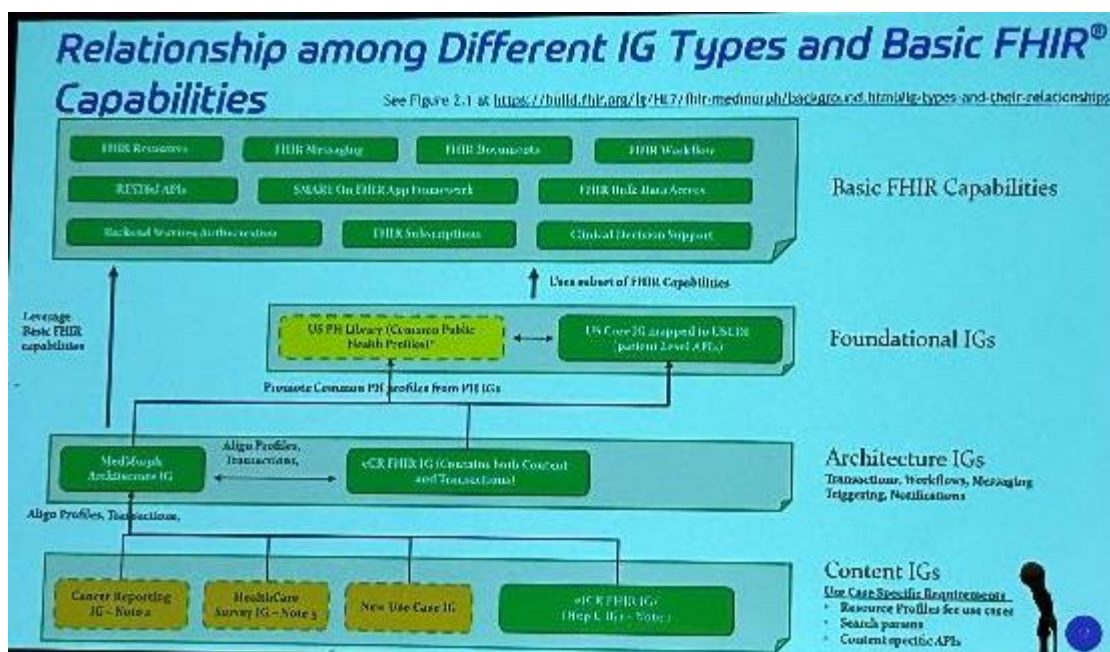 Relationship among Different IG Types and Basic FHIR®
Capabilities
See Figure 2.1 at https://build.fhir.org/ig/HL7/fhir-medmorph/background.html#ig-types-and-their-relationships
FHIR Resources
FHIR Messaging
FHIR Documents
FHIR Workflow
RESTful APIs
SMART On FHIR App Framework
FHIR Bulk Data Access
Backend Services Authorization
FHIR Subscriptions
Clinical Decision Support
Basic FHIR Capabilities
Leverage
Basic FHIR
capabilities
Uses subset of FHIR Capabilities
US PH Library (Common Public
Health Profiles)*
US Core IG mapped to USCDI
(patient Level APIs)
Foundational IGs
Promote Common PH profiles from PH IGs
MedMorph
Architecture IG
Align Profiles,
Transactions,
eCR FHIR IG (Contains both Content
and Transactions)
Architecture IGs
Transactions, Workflows, Messaging
Triggering, Notifications
Align Profiles, Transactions,
Cancer Reporting
IG – Note 2
HealthCare
Survey IG – Note 3
New Use Case IG
FHIR IG
Note
Content IGs
Use Case Specific Requirements
• Resource Profiles for use cases
• Search params
• Content specific APIs